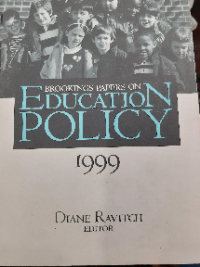 BROOKINGS PAPERS ON
EDUCATION
POLICY
1999
DIANE RAVITCH
EDITOR